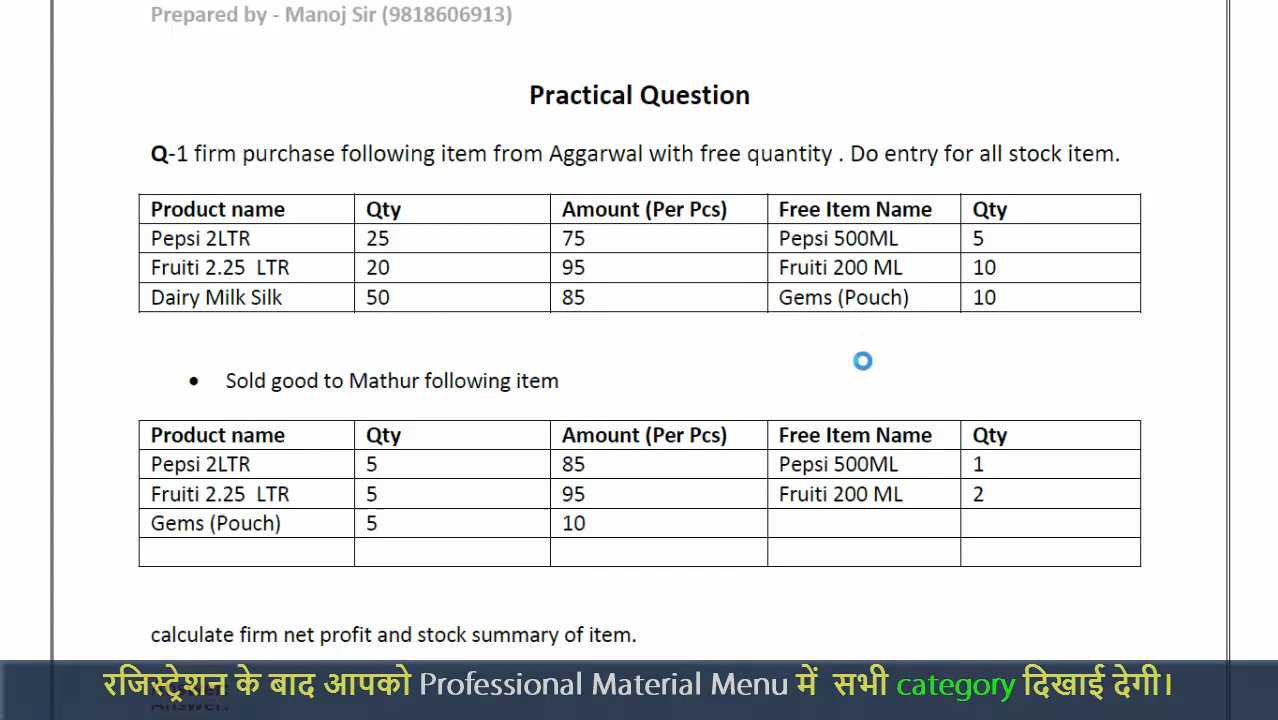 Prepared by - Manoj Sir (9818606913)
Practical Question
Q-1 firm purchase following item from Aggarwal with free quantity . Do entry for all stock item.
Product name Qty Amount (Per Pcs) Free Item Name Qty
Pepsi 2LTR 25 75 Pepsi 500ML 5
Fruiti 2.25 LTR 20 95 Fruiti 200 ML 10
Dairy Milk Silk 50 85 Gems (Pouch) 10
• Sold good to Mathur following item
Product name Qty Amount (Per Pcs) Free Item Name Qty
Pepsi 2LTR 5 85 Pepsi 500ML 1
Fruiti 2.25 LTR 5 95 Fruiti 200 ML 2
Gems (Pouch) 5 10
calculate firm net profit and stock summary of item.
रजिस्ट्रेशन के बाद आपको Professional Material Menu में सभी category दिखाई देगी।